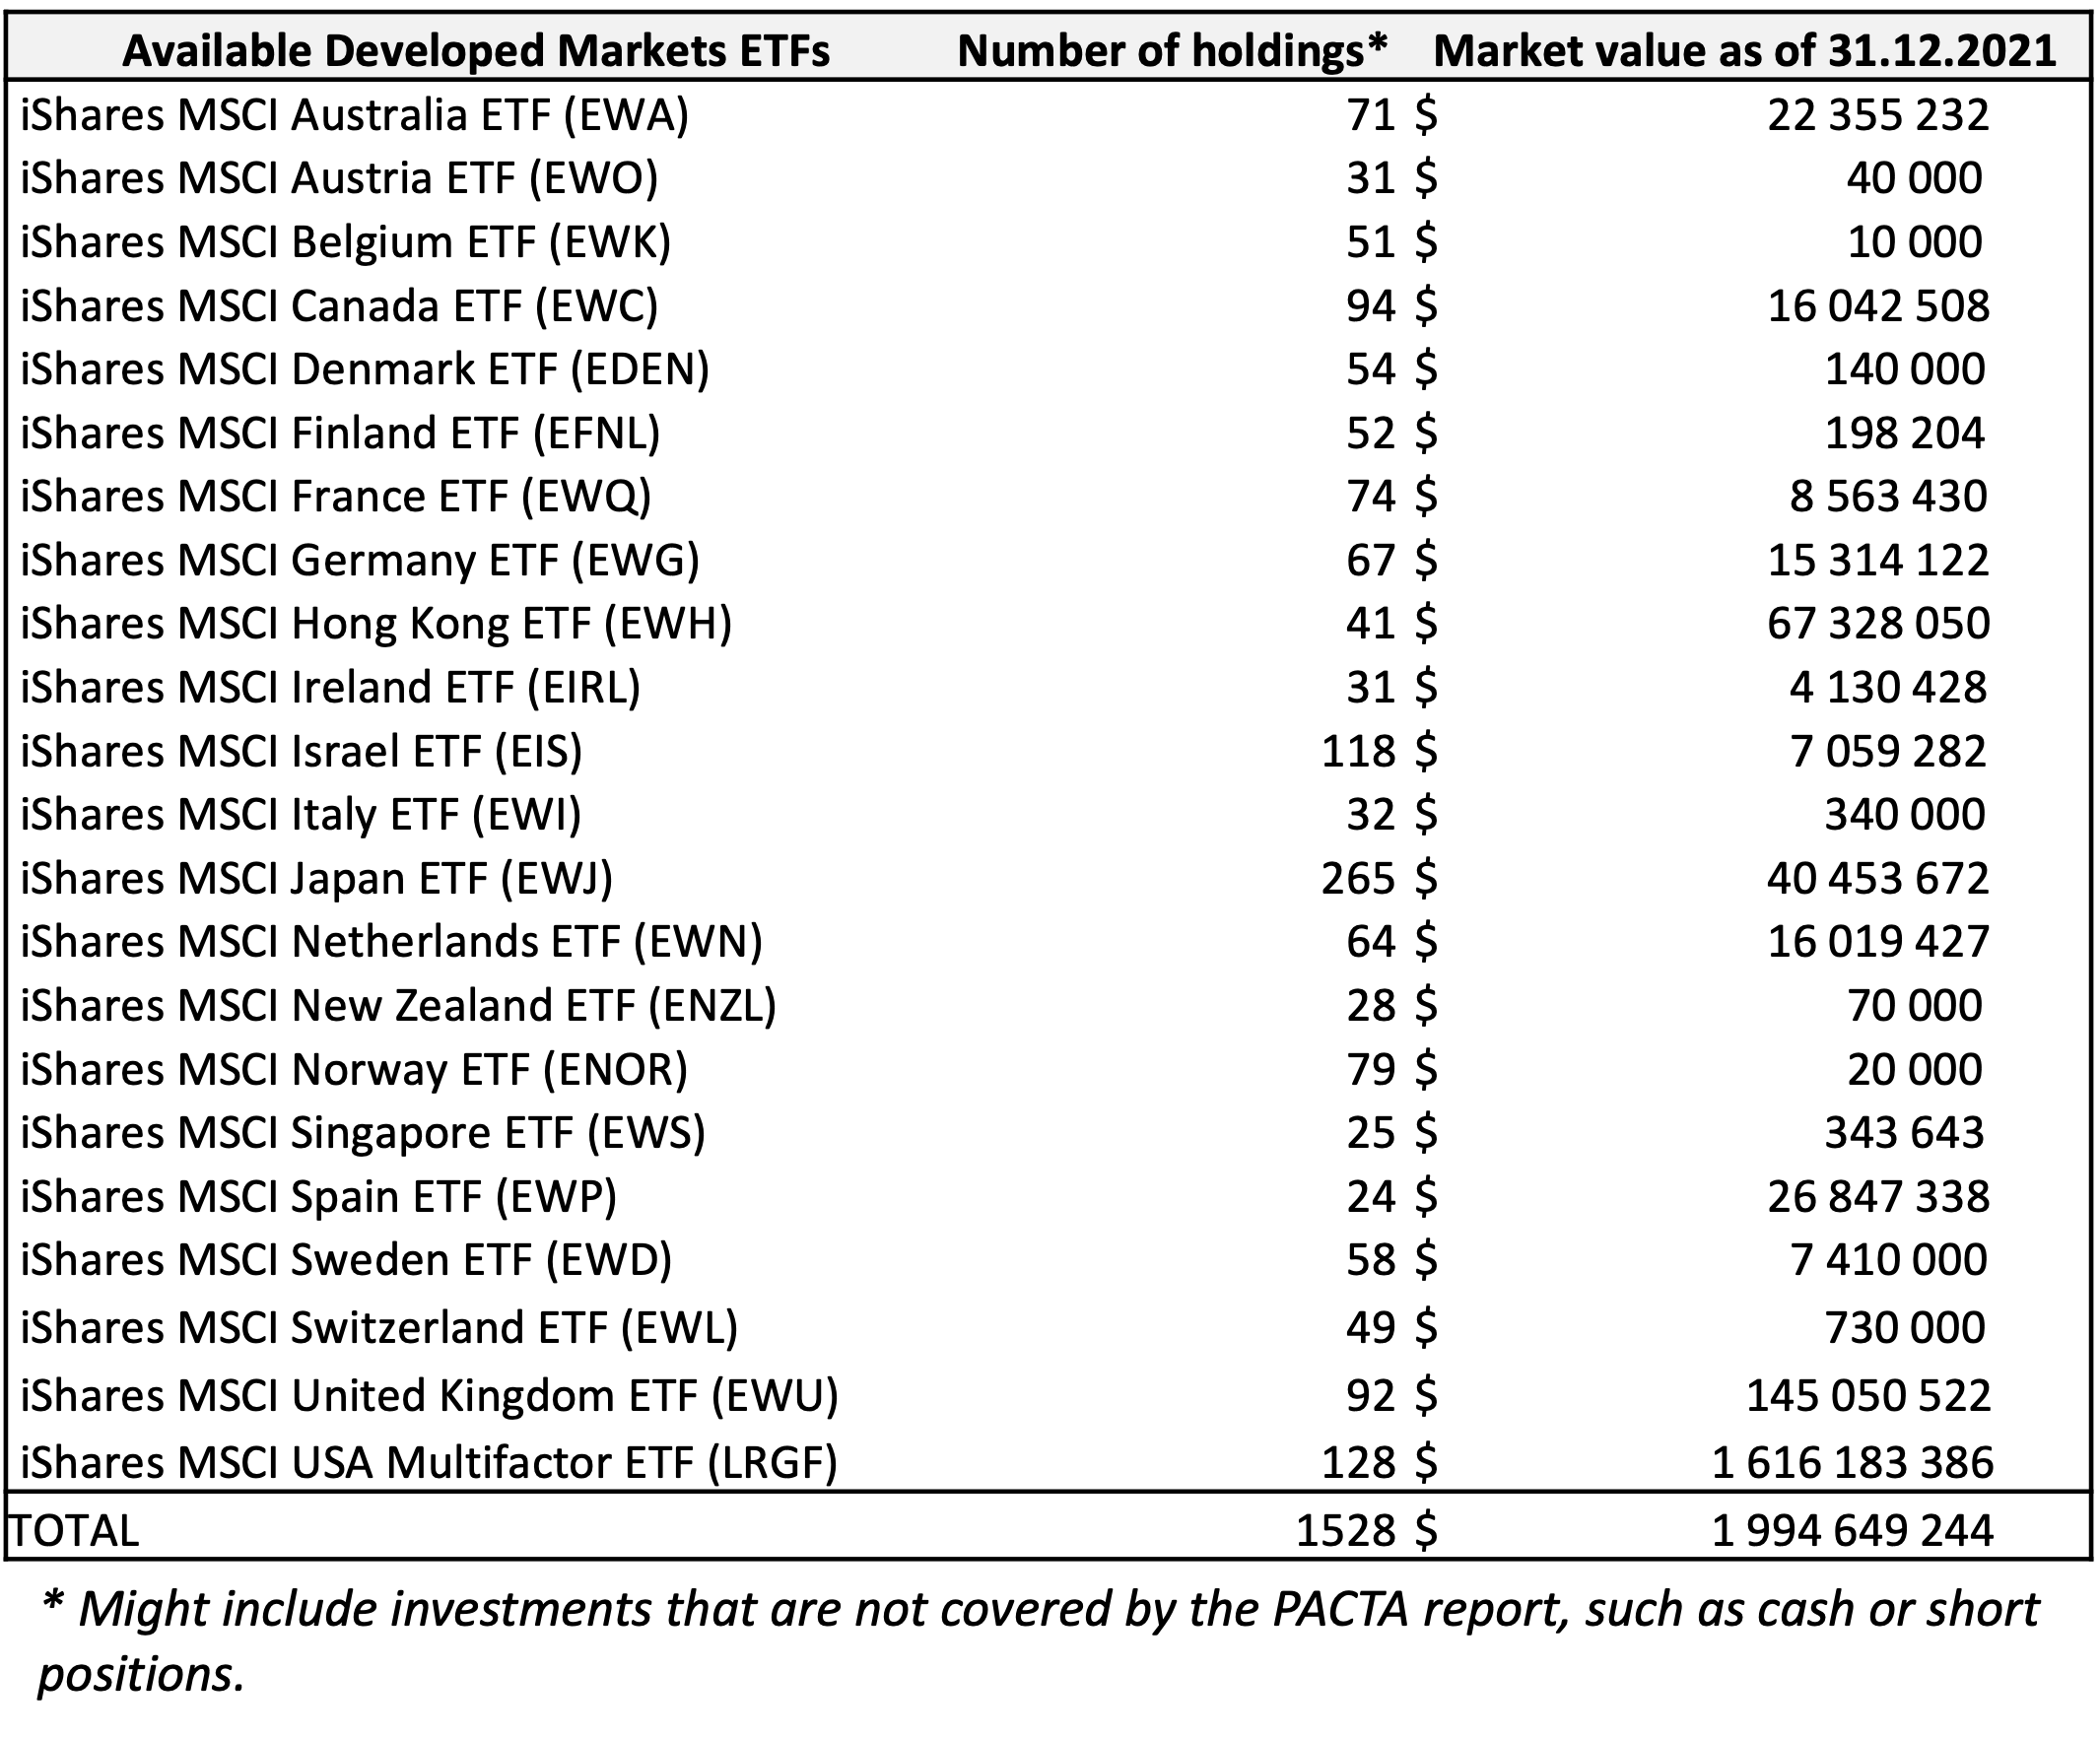 Available Developed Markets ETFs Number of holdings* Market value as of 31.12.2021
iShares MSCI Australia ETF (EWA) 71 $ 22 355 232
iShares MSCI Austria ETF (EWO) 31 $ 40 000
iShares MSCI Belgium ETF (EWK) 51 $ 10 000
iShares MSCI Canada ETF (EWC) 94 $ 16 042 508
iShares MSCI Denmark ETF (EDEN) 54 $ 140 000
iShares MSCI Finland ETF (EFNL) 52 $ 198 204
iShares MSCI France ETF (EWQ) 74 $ 8 563 430
iShares MSCI Germany ETF (EWG) 67 $ 15 314 122
iShares MSCI Hong Kong ETF (EWH) 41 $ 67 328 050
iShares MSCI Ireland ETF (EIRL) 31 $ 4 130 428
iShares MSCI Israel ETF (EIS) 118 $ 7 059 282
iShares MSCI Italy ETF (EWI) 32 $ 340 000
iShares MSCI Japan ETF (EWJ) 265 $ 40 453 672
iShares MSCI Netherlands ETF (EWN) 64 $ 16 019 427
iShares MSCI New Zealand ETF (ENZL) 28 $ 70 000
iShares MSCI Norway ETF (ENOR) 79 $ 20 000
iShares MSCI Singapore ETF (EWS) 25 $ 343 643
iShares MSCI Spain ETF (EWP) 24 $ 26 847 338
iShares MSCI Sweden ETF (EWD) 58 $ 7 410 000
iShares MSCI Switzerland ETF (EWL) 49 $ 730 000
iShares MSCI United Kingdom ETF (EWU) 92 $ 145 050 522
iShares MSCI USA Multifactor ETF (LRGF) 128 $ 1 616 183 386
TOTAL 1528 $ 1 994 649 244
* Might include investments that are not covered by the PACTA report, such as cash or short
positions.